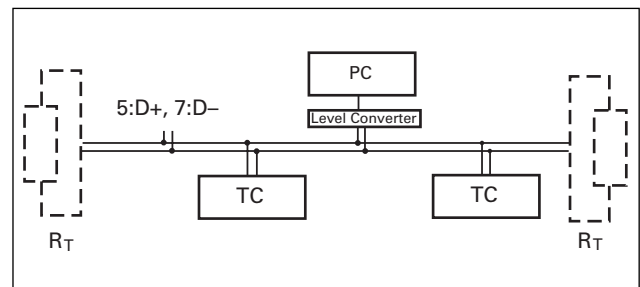 PC
5:D+, 7:D–
Level Converter
TC
TC
RT
RT